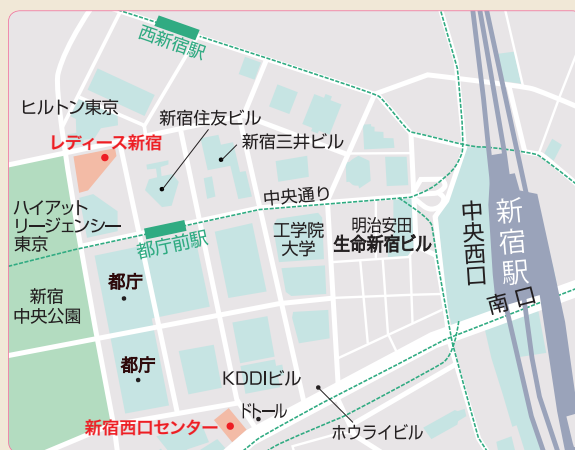 西新宿駅
ヒルトン東京
新宿住友ビル
レディース新宿
新宿三井ビル
中央通り
ハイアット
リージェンシー
東京
都庁前駅
工学院
大学
明治安田
生命新宿ビル
中央西口
新宿駅
南口
都庁
新宿
中央公園
都庁
KDDIビル
ドトール
新宿西口センター
ホウライビル